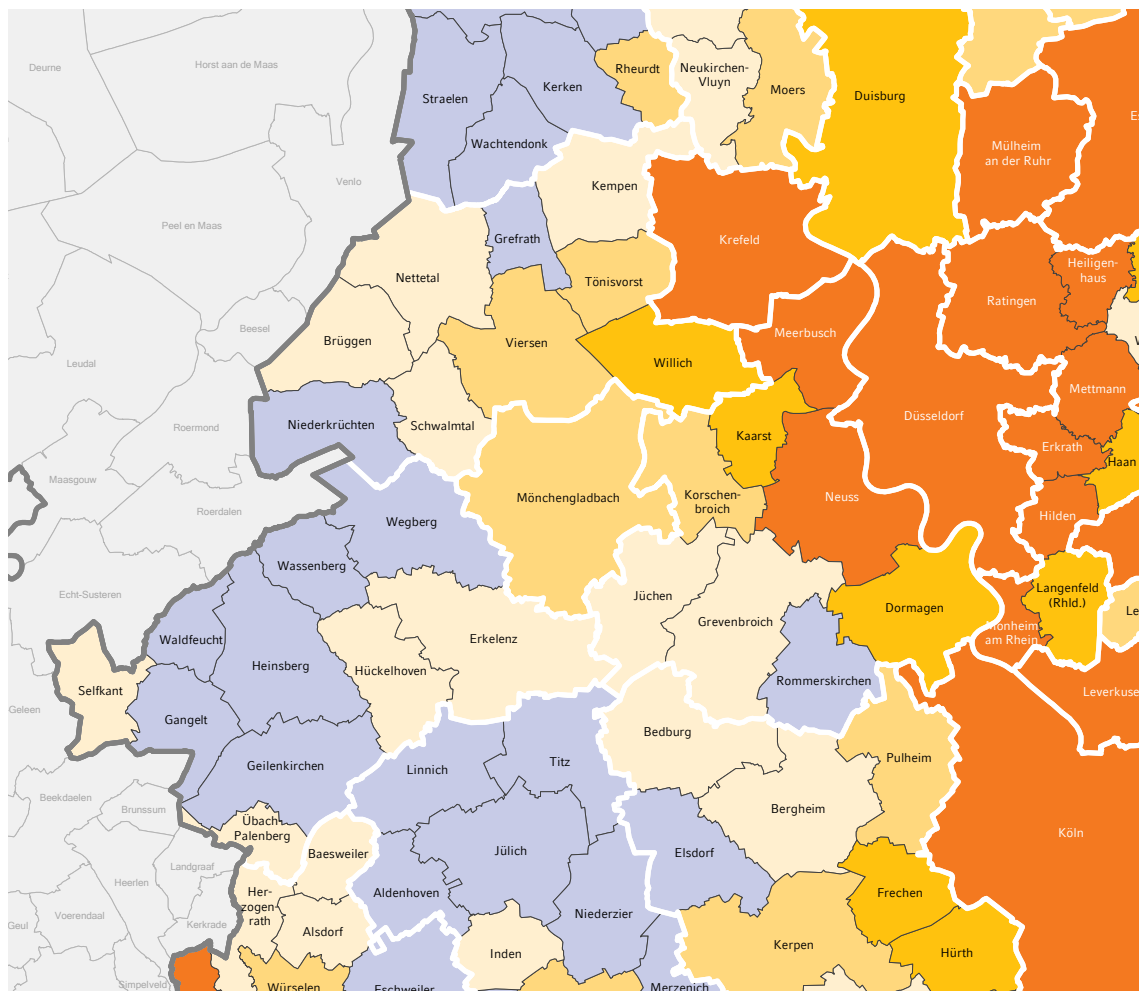 Deurne
Horst aan de Maas
Venlo
Peel en Maas
Beesel
Leudal
Roermond
Maasgouw
Roerdalen
Echt-Susteren
Geleen
Beekdaelen
Brunssum
Landgraaf
Heerlen
Voerendaal
Kerkrade
Simpelveld
Straelen
Kerken
Wachtendonk
Rheurdt
Neukirchen-
Vluyn
Moers
Duisburg
Mülheim
an der Ruhr
Kempen
Grefrath
Krefeld
Nettetal
Tönisvorst
Heiligen-
haus
Ratingen
Brüggen
Viersen
Willich
Meerbusch
Mettmann
Niederkrüchten
Schwalmtal
Kaarst
Düsseldorf
Erkrath
Haan
Mönchengladbach
Korschen-
broich
Neuss
Hilden
Wegberg
Wassenberg
Jüchen
Grevenbroich
Dormagen
Langenfeld
(Rhld.)
Monheim
am Rhein
Waldfeucht
Heinsberg
Hückelhoven
Erkelenz
Selfkant
Gangelt
Rommerskirchen
Leverkuse
Geilenkirchen
Linnich
Titz
Bedburg
Pulheim
Bergheim
Übach-
Palenberg
Baesweiler
Jülich
Elsdorf
Köln
Her-
zogen-
rath
Alsdorf
Aldenhoven
Niederzier
Frechen
Inden
Kerpen
Hürth
Würselen
Eschweiler
Merzenich